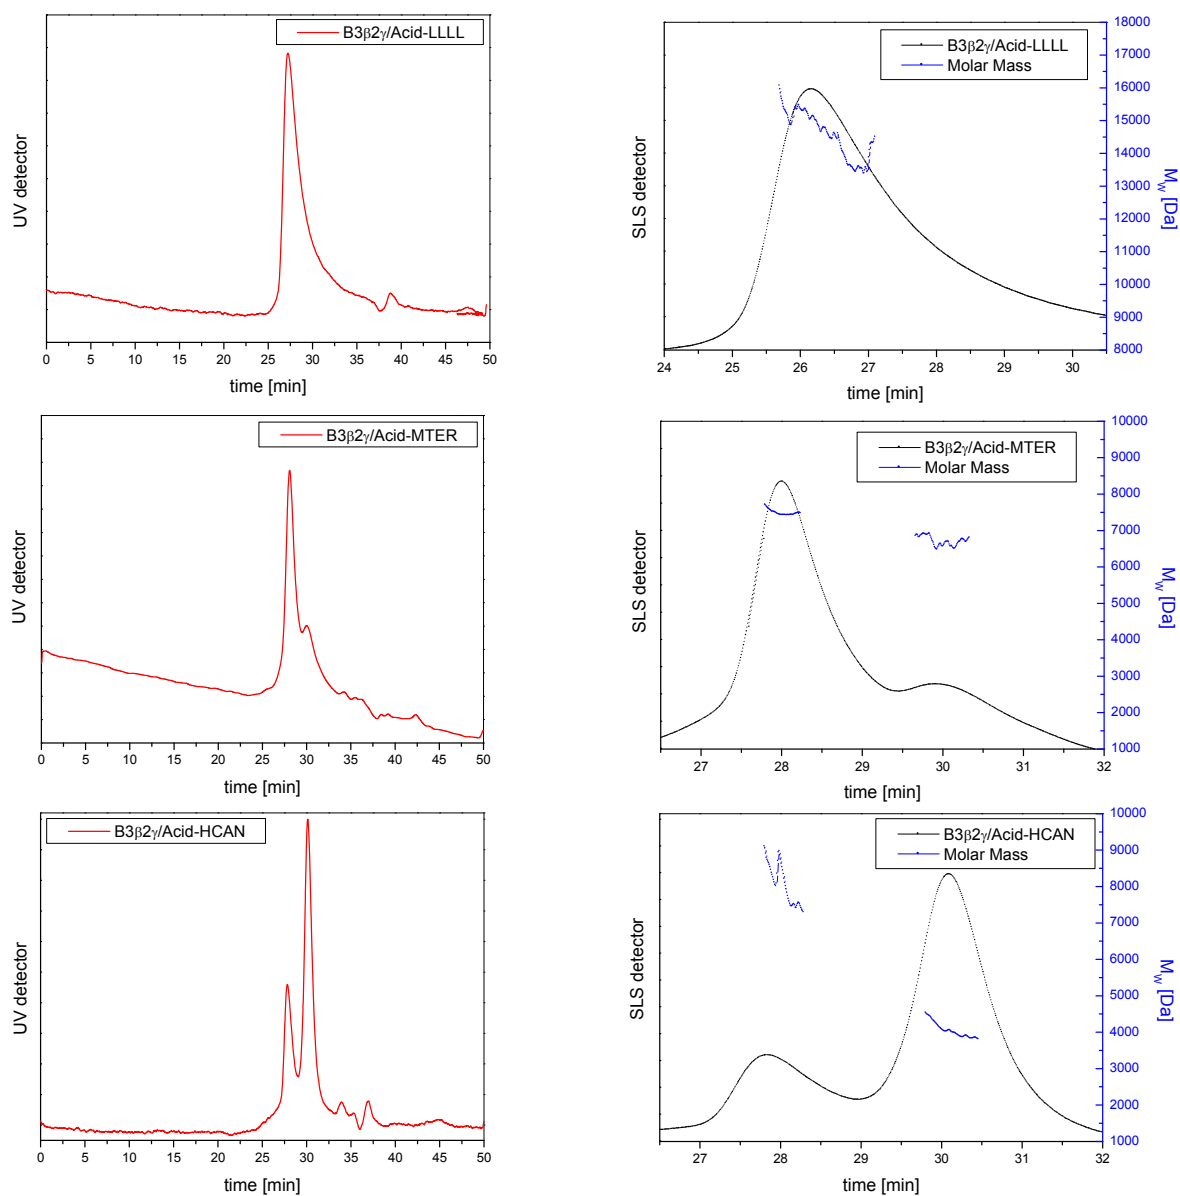 B3β2γ/Acid-LLLL
UV detector
0 5 10 15 20 25 30 35 40 45 50
time [min]
B3β2γ/Acid-LLLL
Molar Mass
SLS detector
18000
17000
16000
15000
14000
13000
12000
11000
10000
9000
8000
M_W [Da]
24 25 26 27 28 29 30
time [min]
B3β2γ/Acid-MTER
UV detector
0 5 10 15 20 25 30 35 40 45 50
time [min]
B3β2γ/Acid-MTER
Molar Mass
SLS detector
10000
9000
8000
7000
6000
5000
4000
3000
2000
1000
M_W [Da]
27 28 29 30 31 32
time [min]
B3β2γ/Acid-HCAN
UV detector
0 5 10 15 20 25 30 35 40 45 50
time [min]
B3β2γ/Acid-HCAN
Molar Mass
SLS detector
10000
9000
8000
7000
6000
5000
4000
3000
2000
1000
M_W [Da]
27 28 29 30 31 32
time [min]